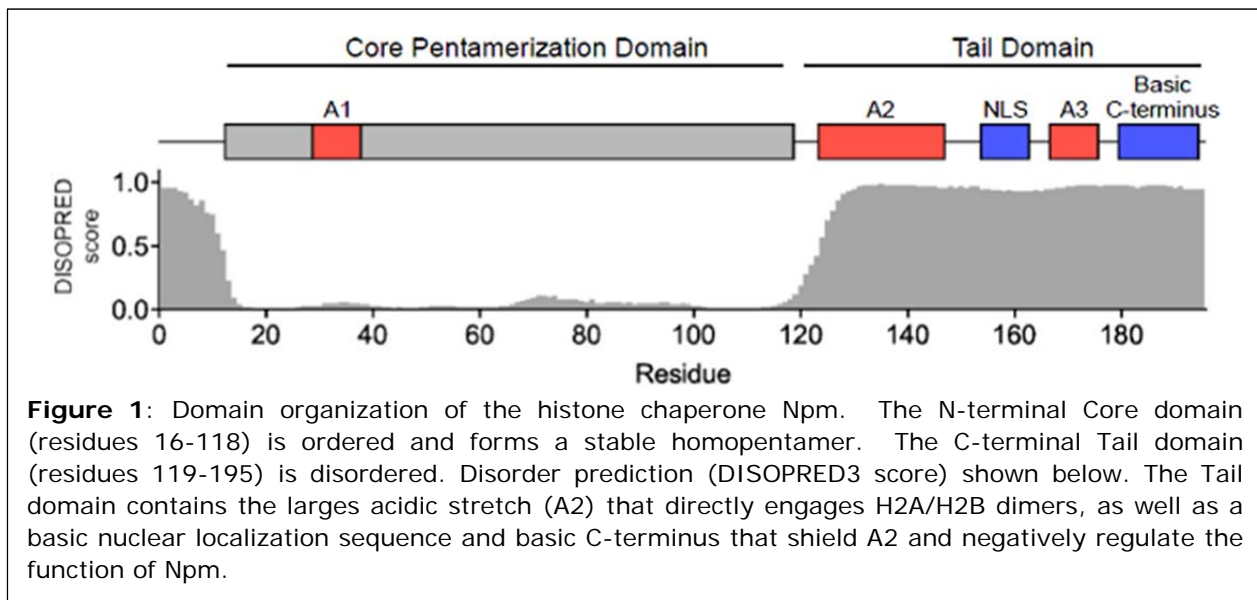 Core Pentamerization Domain Tail Domain
Basic
A1 A2 NLS A3 C-terminus
DISOPRED
score
1.0
0.5
0.0
0 20 40 60 80 100 120 140 160 180
Residue
Figure 1: Domain organization of the histone chaperone Npm. The N-terminal Core domain
(residues 16-118) is ordered and forms a stable homopentamer. The C-terminal Tail domain
(residues 119-195) is disordered. Disorder prediction (DISOPRED3 score) shown below. The Tail
domain contains the larges acidic stretch (A2) that directly engages H2A/H2B dimers, as well as a
basic nuclear localization sequence and basic C-terminus that shield A2 and negatively regulate the
function of Npm.